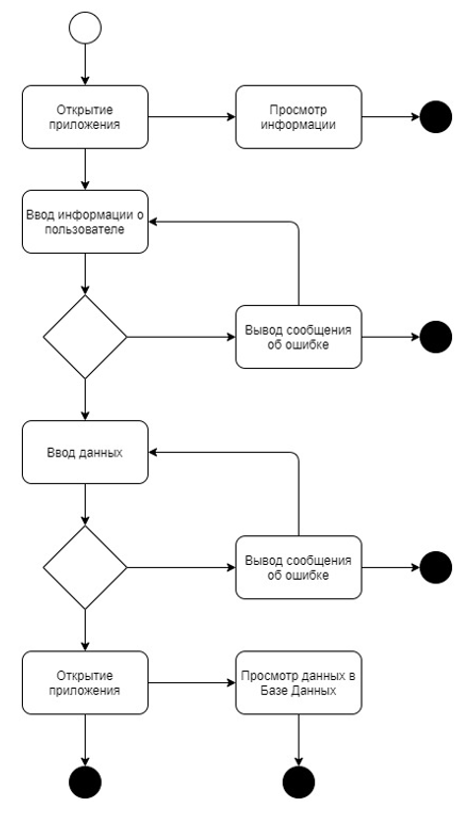 Открытие
приложения
Просмотр
информации
Ввод информации о
пользователе
Вывод сообщения
об ошибке
Ввод данных
Вывод сообщения
об ошибке
Открытие
приложения
Просмотр данных в
Базе Данных